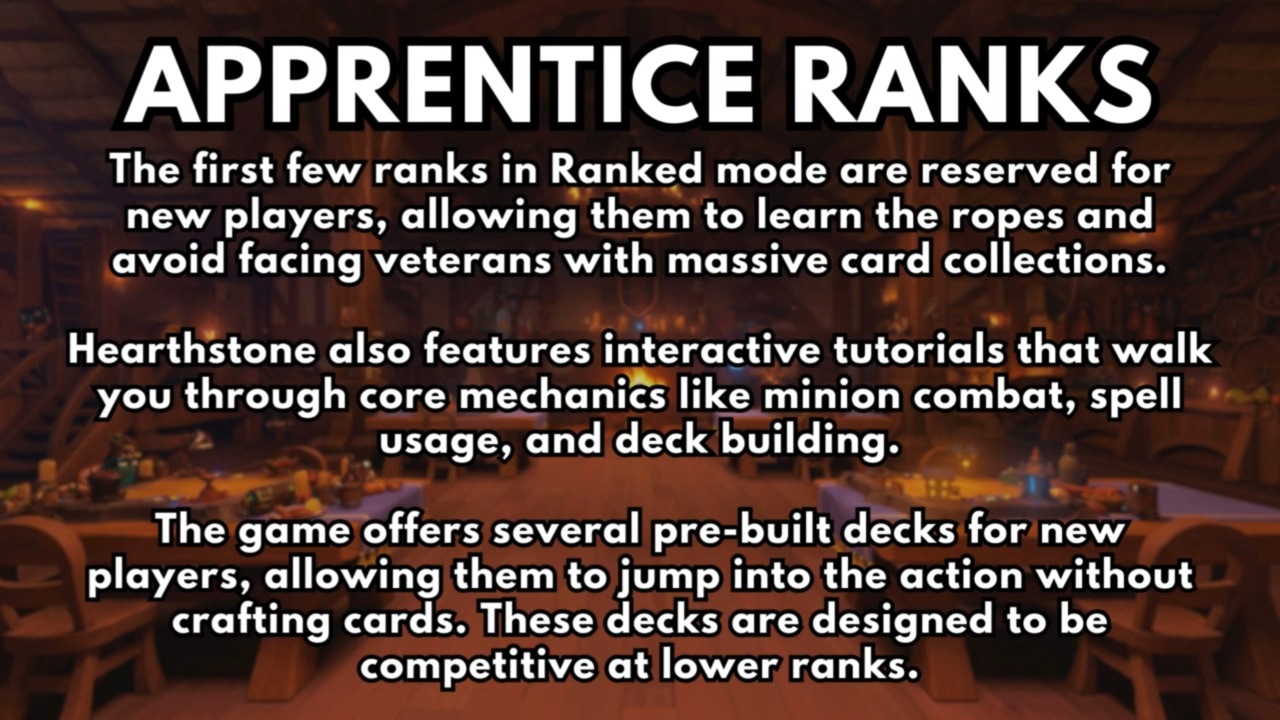 APPRENTICE RANKS
The first few ranks in Ranked mode are reserved for
new players, allowing them to learn the ropes and
avoid facing veterans with massive card collections.
Hearthstone also features interactive tutorials that walk
you through core mechanics like minion combat, spell
usage, and deck building.
The game offers several pre-built decks for new
players, allowing them to jump into the action without
crafting cards. These decks are designed to be
competitive at lower ranks.